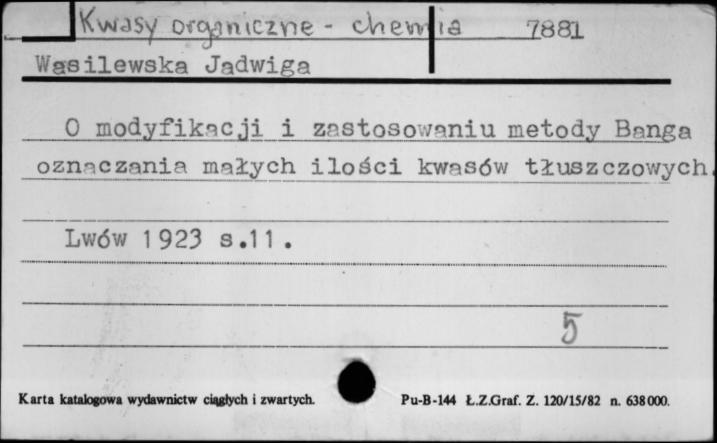 Kwasy organiczne - chemia 7881
Wasilewska Jadwiga
O modyfikacji i zastosowaniu metody Banga
oznaczania małych ilości kwasów tłuszczowych.
Lwów 1923 s.11.
5
Karta katalogowa wydawnictw ciągłych i zwartych. Pu-B-144 Ł.Z.Graf. Z. 120/15/82 n. 638000.